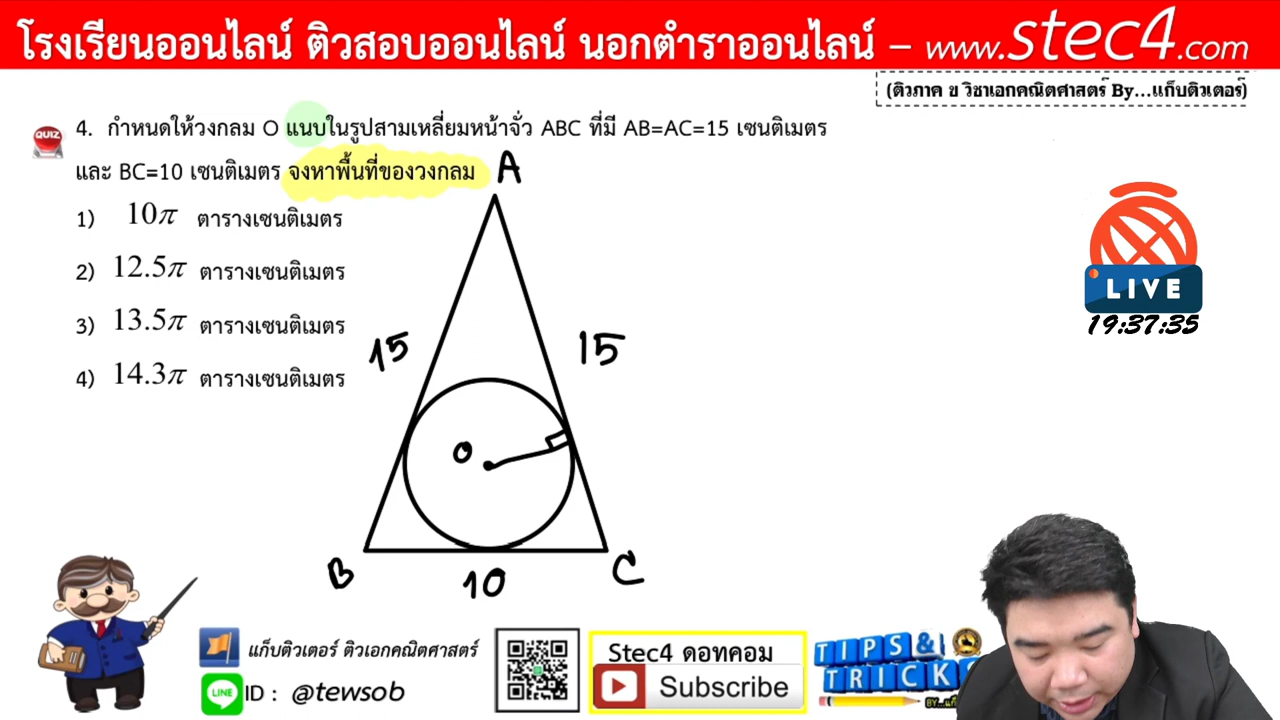 โรงเรียนออนไลน์ ติวสอบออนไลน์ นอกตำราออนไลน์ – www.stec4.com
(ติวภาค ข วิชาเอกคณิตศาสตร์ By...แก็บติวเตอร์)
QUIZ
4. กำหนดให้วงกลม O แนบในรูปสามเหลี่ยมหน้าจั่ว ABC ที่มี AB=AC=15 เซนติเมตร
และ BC=10 เซนติเมตร จงหาพื้นที่ของวงกลม
A
1) 10π ตารางเซนติเมตร
2) 12.5π ตารางเซนติเมตร
3) 13.5π ตารางเซนติเมตร
4) 14.3π ตารางเซนติเมตร
LIVE
19:37:35
15
15
O
B
10
C
แก็บติวเตอร์ ติวเอกคณิตศาสตร์
LINE
ID : @tewsob
Stec4 ดอทคอม
Subscribe
TIPS &